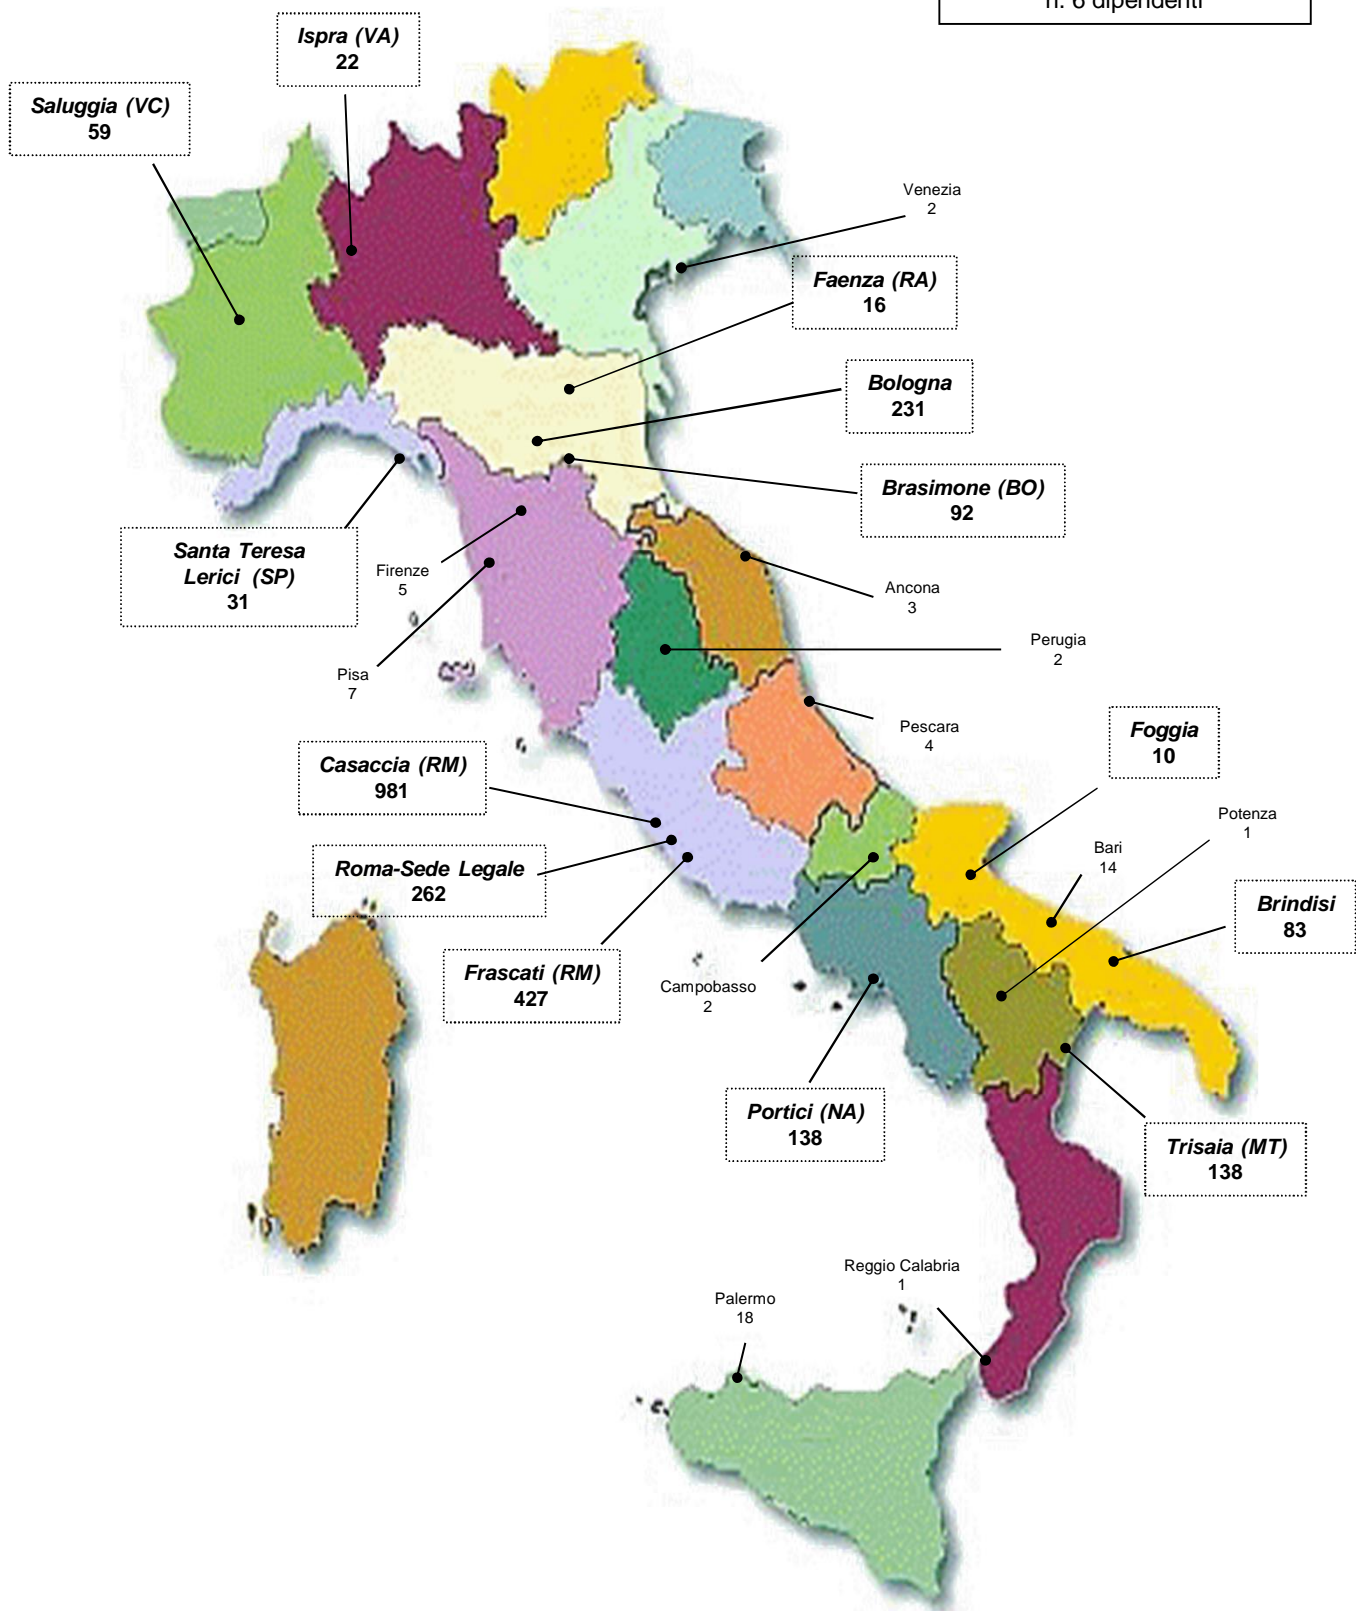 n. 6 dipendenti
Ispra (VA)
22
Saluggia (VC)
59
Venezia
2
Faenza (RA)
16
Bologna
231
Brasimone (BO)
92
Santa Teresa
Lerici (SP)
31
Firenze
5
Ancona
3
Perugia
2
Pisa
7
Pescara
4
Foggia
10
Casaccia (RM)
981
Potenza
1
Bari
14
Roma-Sede Legale
262
Brindisi
83
Frascati (RM)
427
Campobasso
2
Portici (NA)
138
Trisaia (MT)
138
Reggio Calabria
1
Palermo
18